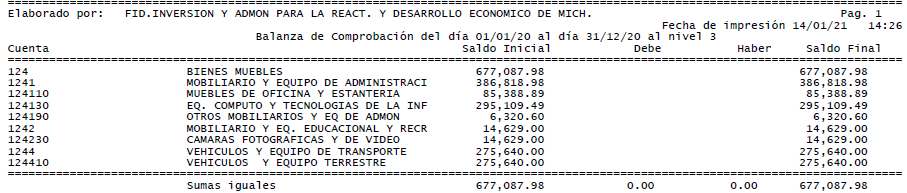 Elaborado por: FID.INVERSION Y ADMON PARA LA REACT. Y DESARROLLO ECONOMICO DE MICH. Pag. 1
Fecha de impresión 14/01/21 14:26
Balanza de Comprobación del día 01/01/20 al día 31/12/20 al nivel 3
Cuenta Saldo Inicial Debe Haber Saldo Final
124 BIENES MUEBLES 677,087.98 677,087.98
1241 MOBILIARIO Y EQUIPO DE ADMINISTRACI 386,818.98 386,818.98
124110 MUEBLES DE OFICINA Y ESTANTERIA 85,388.89 85,388.89
124130 EQ. COMPUTO Y TECNOLOGIAS DE LA INF 295,109.49 295,109.49
124190 OTROS MOBILIARIOS Y EQ DE ADMON 6,320.60 6,320.60
1242 MOBILIARIO Y EQ. EDUCACIONAL Y RECR 14,629.00 14,629.00
124230 CAMARAS FOTOGRAFICAS Y DE VIDEO 14,629.00 14,629.00
1244 VEHICULOS Y EQUIPO DE TRANSPORTE 275,640.00 275,640.00
124410 VEHICULOS Y EQUIPO TERRESTRE 275,640.00 275,640.00
Sumas iguales 677,087.98 0.00 0.00 677,087.98